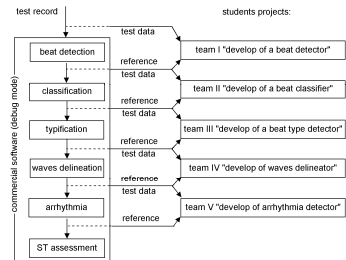 test record
students projects:
test data
beat detection
team I "develop of a beat detector"
reference
test data
classification
team II "develop of a beat classifier"
reference
test data
typification
team III "develop of a beat type detector"
reference
test data
waves delineation
team IV "develop of waves delineator"
reference
test data
arrhythmia
team V "develop of arrhythmia detector"
reference
ST assessment
commercial software (debug mode)